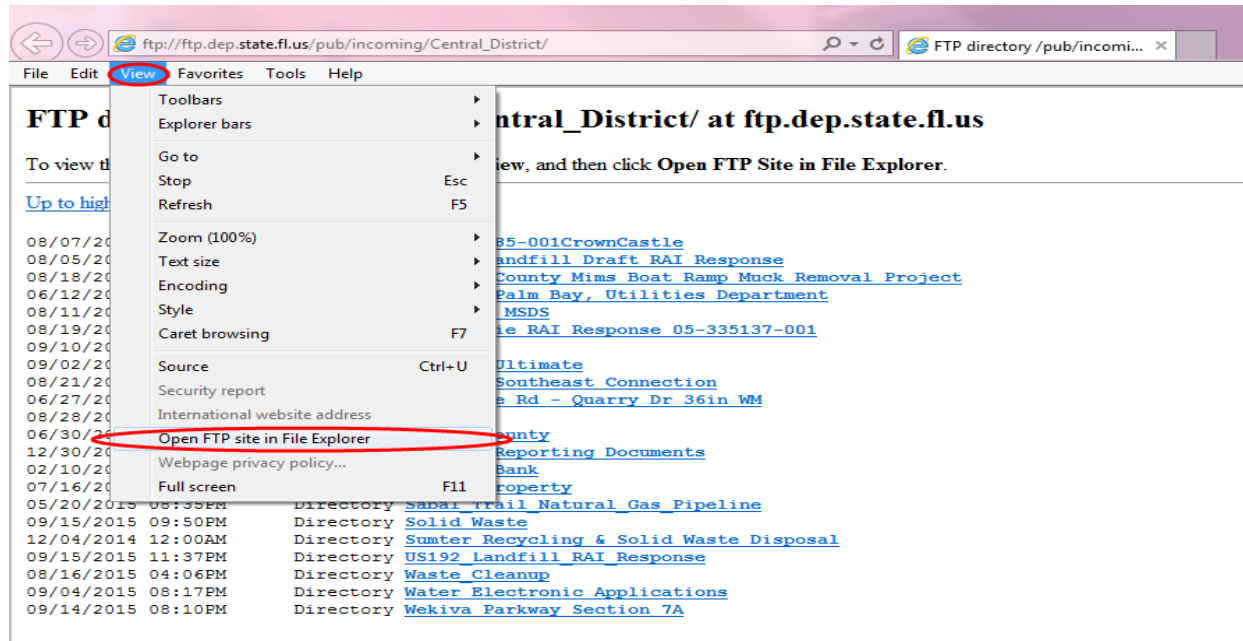 ftp://ftp.dep.state.fl.us/pub/incoming/Central_District/
FTP directory /pub/incomi...
File Edit View Favorites Tools Help
Toolbars
Explorer bars
Go to
Stop Esc
Refresh F5
Zoom (100%)
Text size
Encoding
Style
Caret browsing F7
Source Ctrl+U
Security report
International website address
Open FTP site in File Explorer
Webpage privacy policy...
Full screen F11
FTP d ntral_District/ at ftp.dep.state.fl.us
To view th iew, and then click Open FTP Site in File Explorer.
Up to high
08/07/20 85-001CrownCastle
08/05/20 andfill Draft RAI Response
08/18/20 County Mims Boat Ramp Muck Removal Project
06/12/20 Palm Bay, Utilities Department
08/11/20 MSDS
08/19/20 ie RAI Response 05-335137-001
09/10/20
09/02/20 Ultimate
08/21/20 Southeast Connection
06/27/20 e Rd - Quarry Dr 36in WM
08/28/20
06/30/20 ounty
12/30/20 Reporting Documents
02/10/20 Bank
07/16/20 roperty
05/20/2015 08:35PM Directory Sabal_Trail_Natural_Gas_Pipeline
09/15/2015 09:50PM Directory Solid Waste
12/04/2014 12:00AM Directory Sumter Recycling & Solid Waste Disposal
09/15/2015 11:37PM Directory US192_Landfill_RAI_Response
08/16/2015 04:06PM Directory Waste_Cleanup
09/04/2015 08:17PM Directory Water Electronic Applications
09/14/2015 08:10PM Directory Wekiva Parkway Section 7A